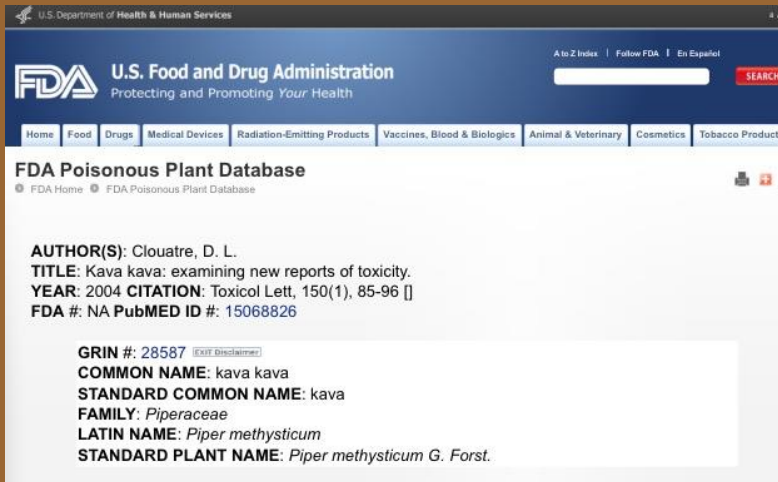 U.S. Department of Health & Human Services
A to Z Index | Follow FDA | En Español
FDA U.S. Food and Drug Administration
Protecting and Promoting Your Health
SEARCH
Home Food Drugs Medical Devices Radiation-Emitting Products Vaccines, Blood & Biologics Animal & Veterinary Cosmetics Tobacco Product
FDA Poisonous Plant Database
FDA Home FDA Poisonous Plant Database
AUTHOR(S): Clouatre, D. L.
TITLE: Kava kava: examining new reports of toxicity.
YEAR: 2004 CITATION: Toxicol Lett, 150(1), 85-96 []
FDA #: NA PubMED ID #: 15068826
GRIN #: 28587 EXIT Disclaimer
COMMON NAME: kava kava
STANDARD COMMON NAME: kava
FAMILY: Piperaceae
LATIN NAME: Piper methysticum
STANDARD PLANT NAME: Piper methysticum G. Forst.